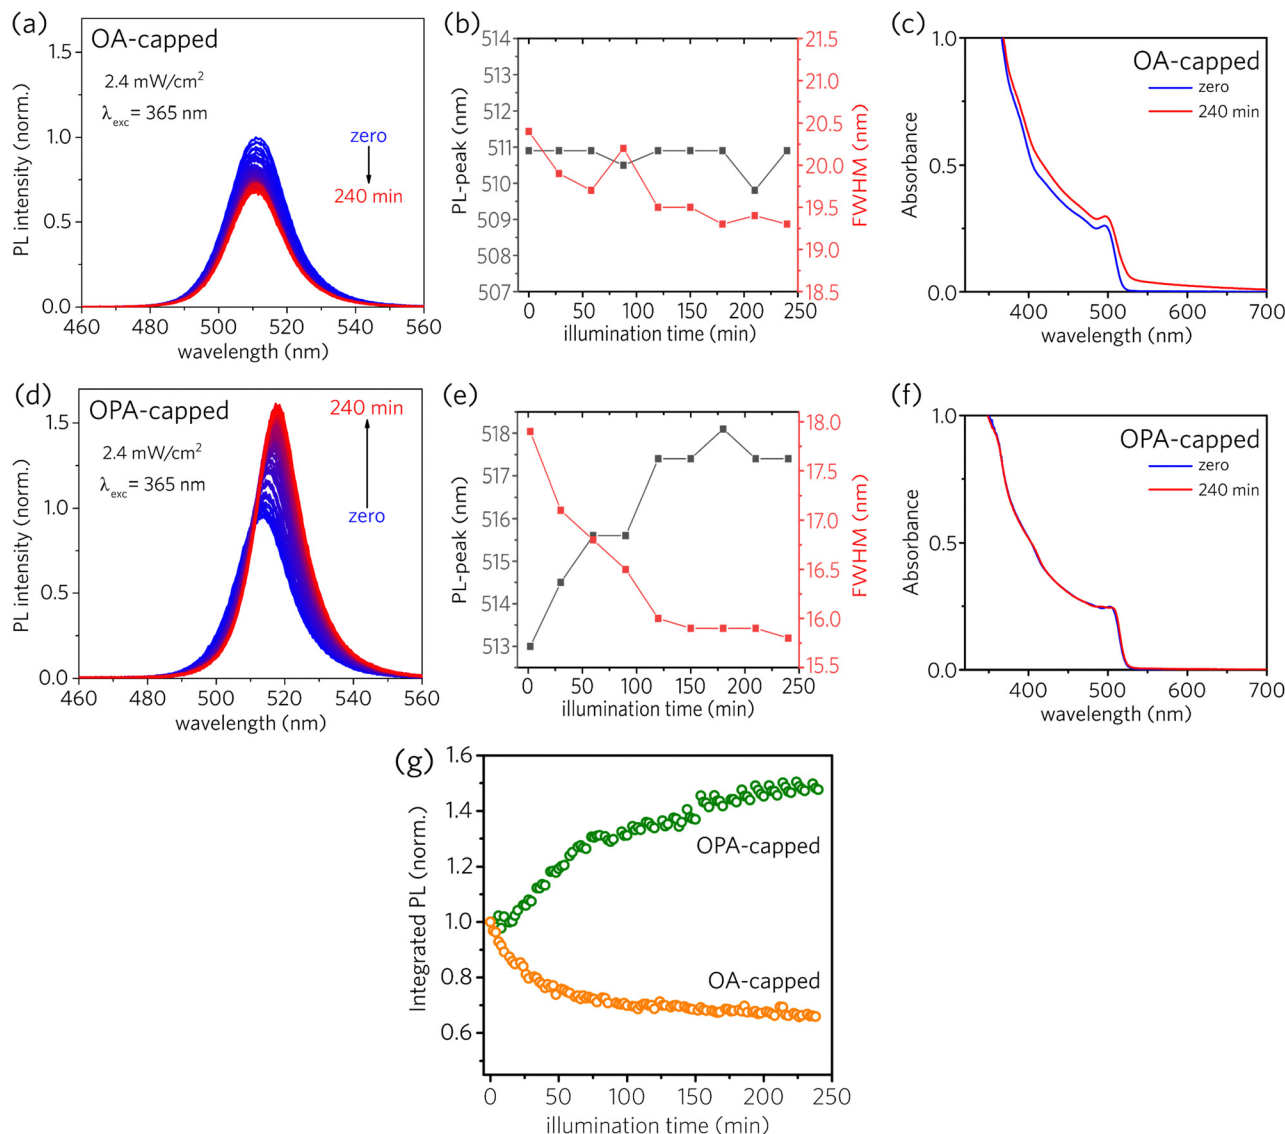 (a.)
OA-capped
2.4 mW/cm²
λexc = 365 nm
zero
240 min
PL intensity (norm.)
1.5
1.0
0.5
0.0
460 480 500 520 540 560
wavelength (nm)
(b)
PL-peak (nm)
514
513
512
511
510
509
508
507
FWHM (nm)
21.5
21.0
20.5
20.0
19.5
19.0
18.5
0 50 100 150 200 250
illumination time (min)
(c)
OA-capped
zero
240 min
Absorbance
1.0
0.5
0.0
400 500 600 700
wavelength (nm)
(d)
OPA-capped
240 min
2.4 mW/cm²
λexc = 365 nm
zero
PL intensity (norm.)
1.5
1.0
0.5
0.0
460 480 500 520 540 560
wavelength (nm)
(e)
PL-peak (nm)
518
517
516
515
514
513
FWHM (nm)
18.0
17.5
17.0
16.5
16.0
15.5
0 50 100 150 200 250
illumination time (min)
(f)
OPA-capped
zero
240 min
Absorbance
1.0
0.5
0.0
400 500 600 700
wavelength (nm)
(g)
Integrated PL (norm.)
1.6
1.4
1.2
1.0
0.8
0.6
OPA-capped
OA-capped
0 50 100 150 200 250
illumination time (min)